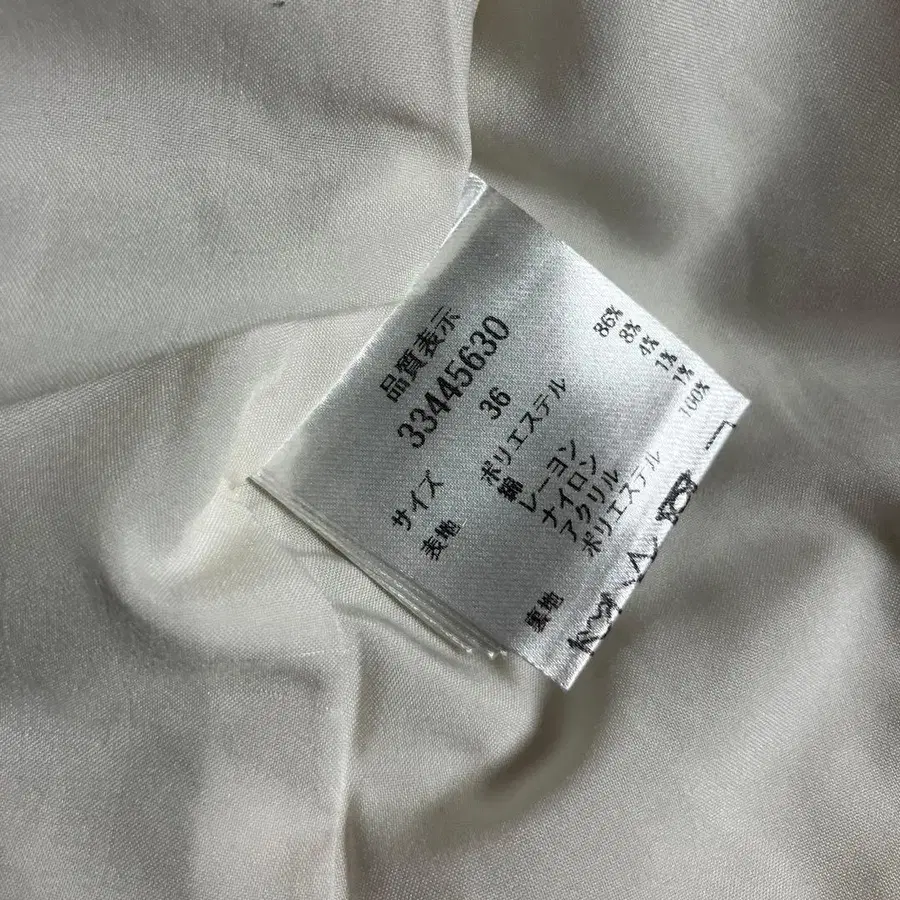 品質表示
33445630
サイズ 36
表地 ポリエステル 86%
綿 8%
レーヨン 4%
ナイロン 1%
アクリル 1%
裏地 ポリエステル 100%